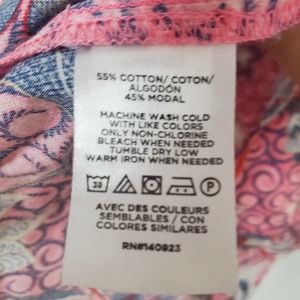 55% COTTON/ COTON/
ALGODÓN
45% MODAL
MACHINE WASH COLD
WITH LIKE COLORS
ONLY NON-CHLORINE
BLEACH WHEN NEEDED
TUMBLE DRY LOW
WARM IRON WHEN NEEDED
30 P
AVEC DES COULEURS
SEMBLABLES / CON
COLORES SIMILARES
RN#140923